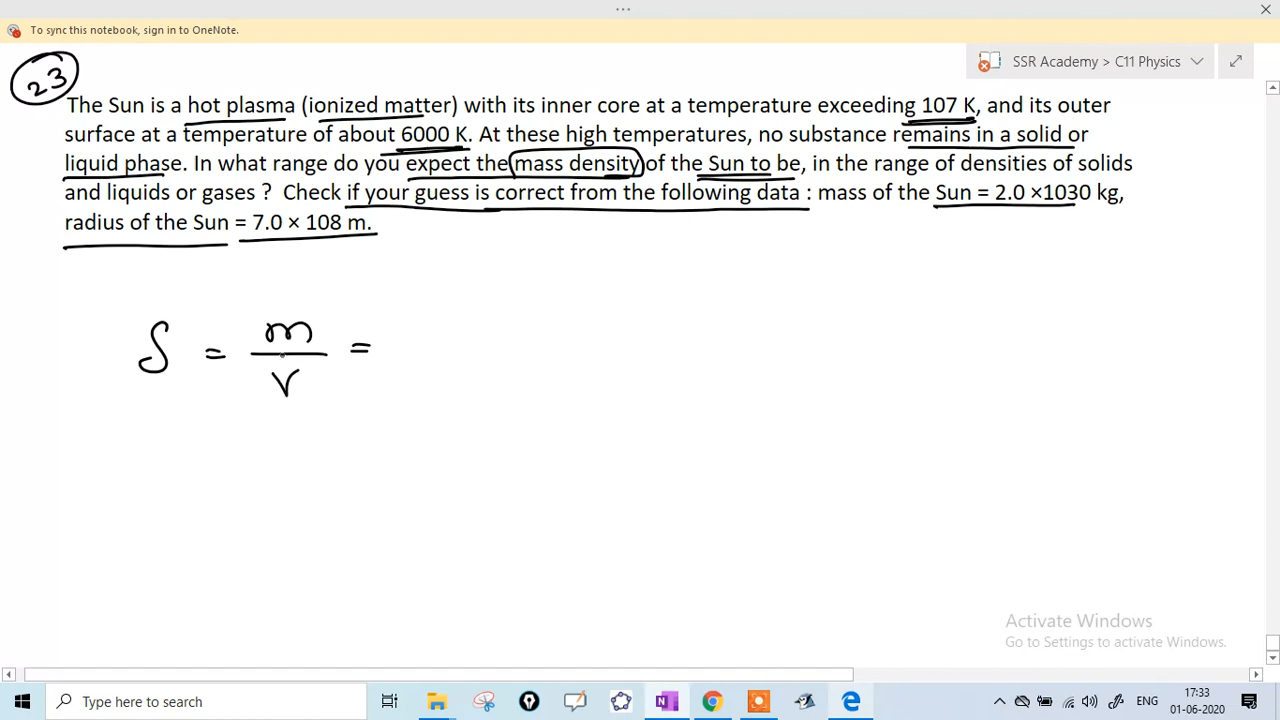 To sync this notebook, sign in to OneNote.
SSR Academy > C11 Physics
23
The Sun is a hot plasma (ionized matter) with its inner core at a temperature exceeding 107 K, and its outer
surface at a temperature of about 6000 K. At these high temperatures, no substance remains in a solid or
liquid phase. In what range do you expect the mass density of the Sun to be, in the range of densities of solids
and liquids or gases ?  Check if your guess is correct from the following data : mass of the Sun = 2.0 ×1030 kg,
radius of the Sun = 7.0 × 108 m.
S = m/v =
Activate Windows
Go to Settings to activate Windows.
Type here to search
ENG
17:33
01-06-2020